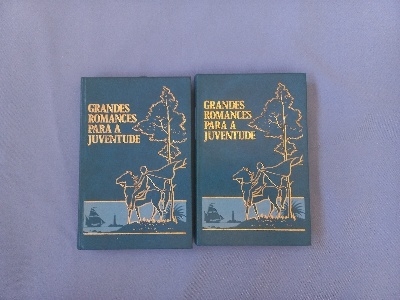 GRANDES
ROMANCES
PARA A
JUVENTUDE
GRANDES
ROMANCES
PARA A
JUVENTUDE